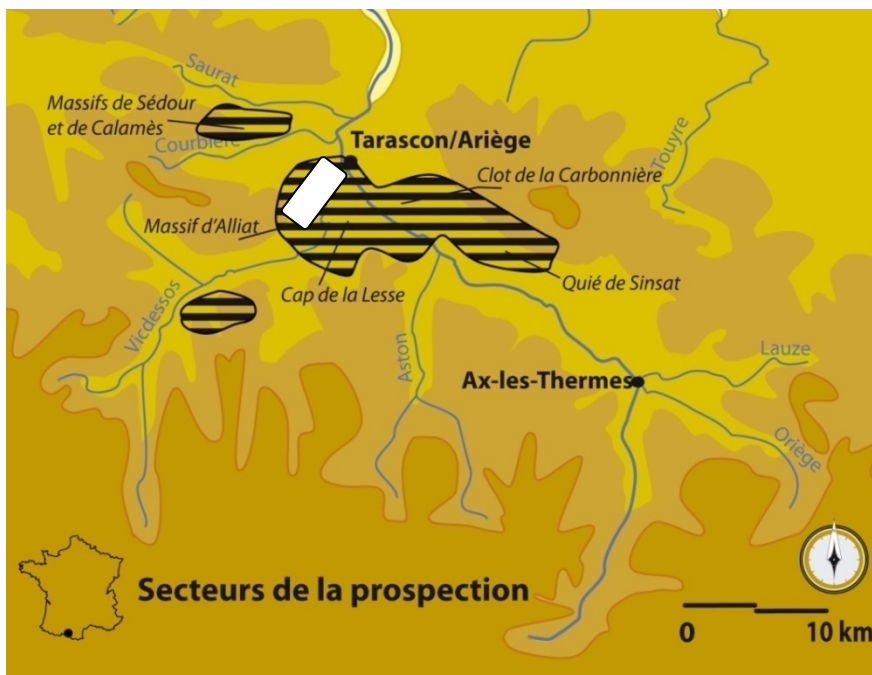 Saurat
Massifs de Sédour
et de Calamès
Courbière
Tarascon/Ariège
Touyre
Clot de la Carbonnière
Massif d'Alliat
Quié de Sinsat
Cap de la Lesse
Vicdessos
Aston
Lauze
Ax-les-Thermes
Oriège
Secteurs de la prospection
0 10 km